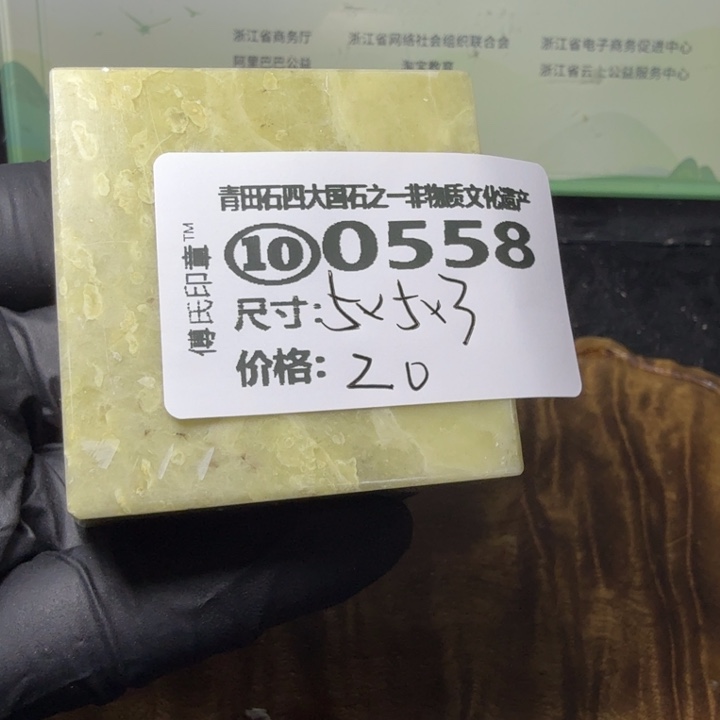 浙江省商务厅 浙江省网络社会组织联合会 浙江省电子商务促进中心
阿里巴巴公益 淘宝教育 浙江省云上公益服务中心
青田石四大国石之一非物质文化遗产
⑩0558
傅氏印章™
尺寸:5×5×3
价格:20